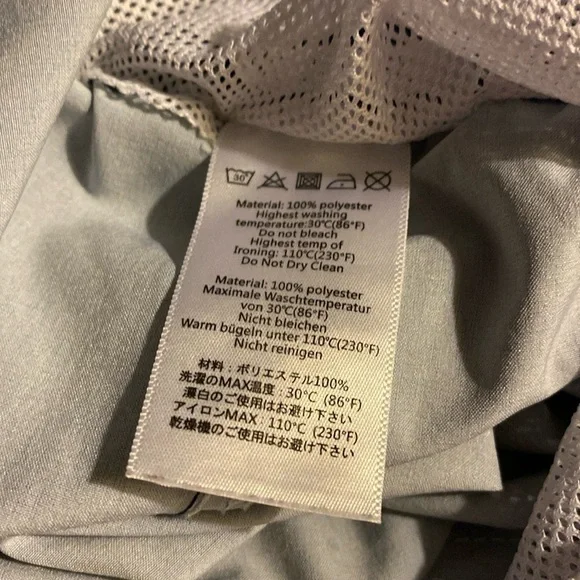 30°
Material: 100% polyester
Highest washing
temperature:30℃(86℉)
Do not bleach
Highest temp of
Ironing: 110℃(230℉)
Do Not Dry Clean
Material: 100% polyester
Maximale Waschtemperatur
von 30℃(86℉)
Nicht bleichen
Warm bügeln unter 110℃(230℉)
Nicht reinigen
材料：ポリエステル100%
洗濯のMAX温度：30℃ (86℉)
漂白のご使用はお避け下さい
アイロンMAX：110℃ (230℉)
乾燥機のご使用はお避け下さい